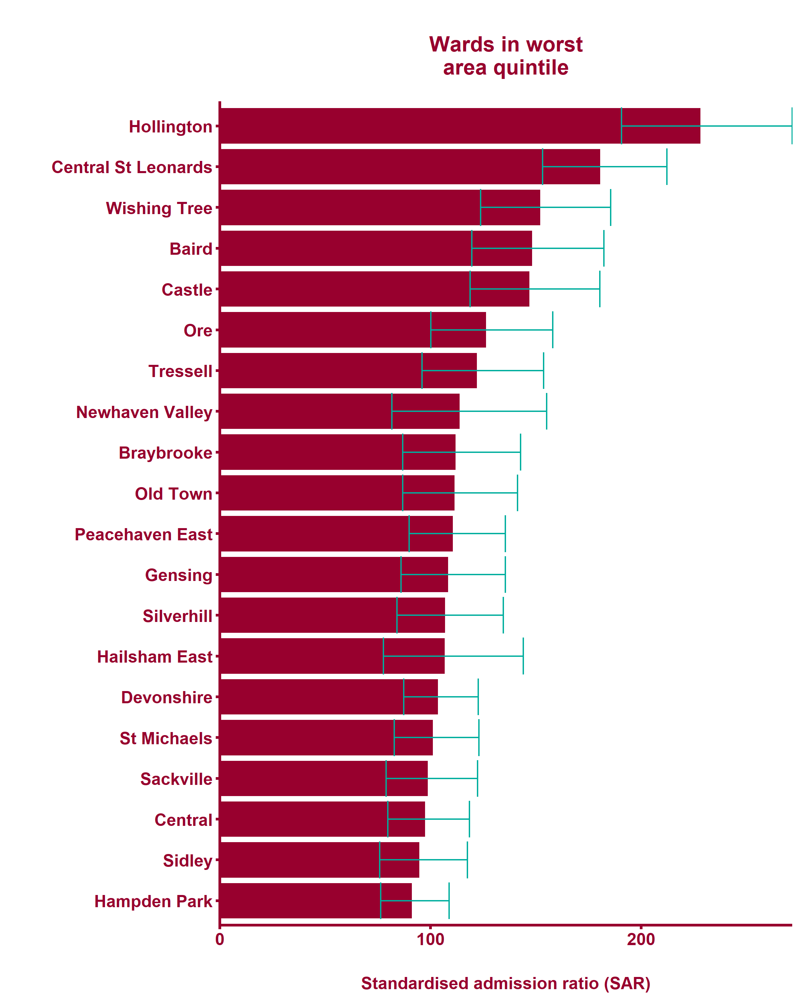 Wards in worst
area quintile
Hollington
Central St Leonards
Wishing Tree
Baird
Castle
Ore
Tressell
Newhaven Valley
Braybrooke
Old Town
Peacehaven East
Gensing
Silverhill
Hailsham East
Devonshire
St Michaels
Sackville
Central
Sidley
Hampden Park
0 100 200
Standardised admission ratio (SAR)